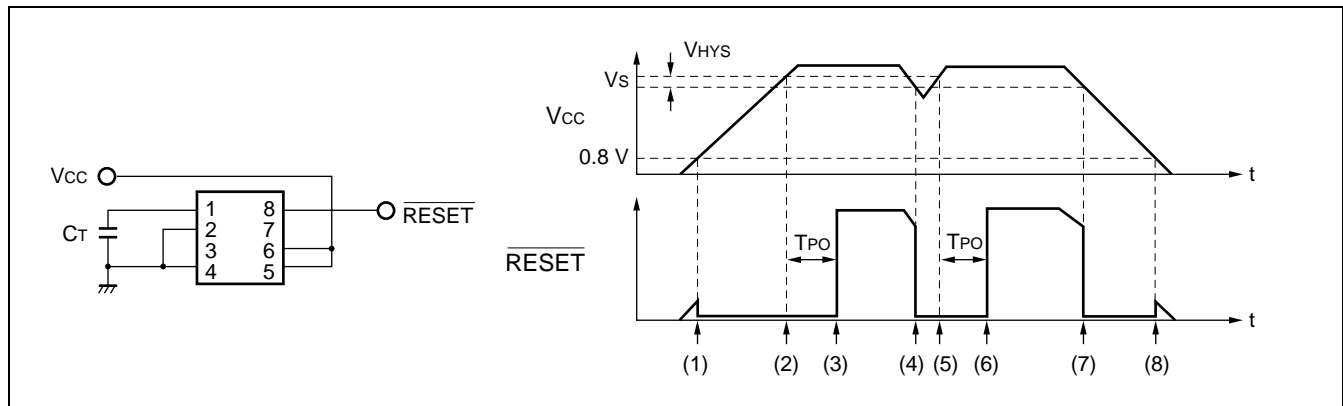 VCC
CT
1 8
2 7
3 6
4 5
RESET
VHYS
VS
VCC
0.8 V
t
RESET
TPO
TPO
t
(1) (2) (3) (4) (5) (6) (7) (8)